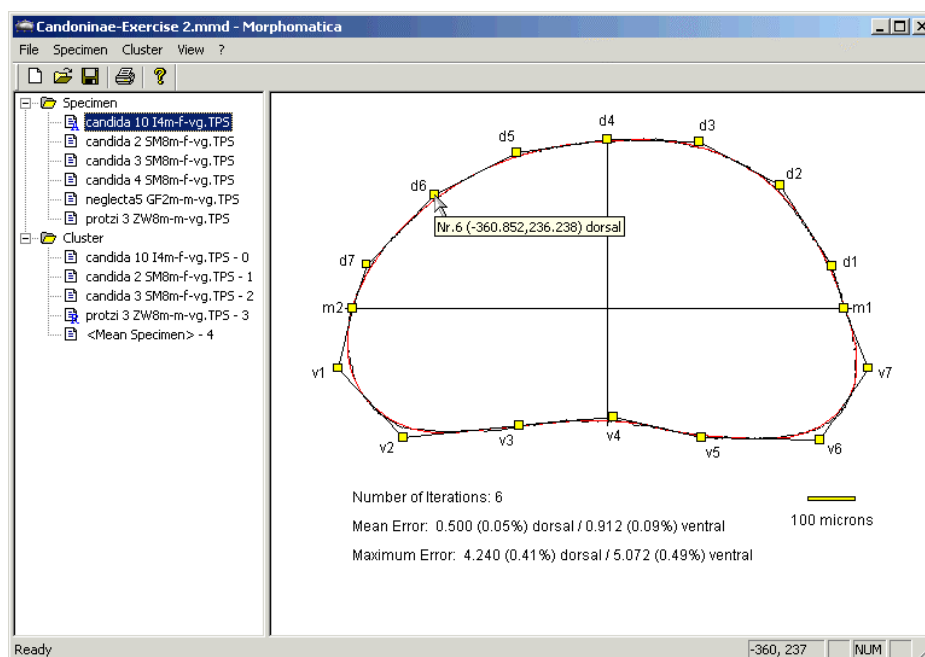 Candoninae-Exercise 2.mmd - Morphomatica
File Specimen Cluster View ?
Specimen
candida 10 I4m-f-vg.TPS
candida 2 SM8m-f-vg.TPS
candida 3 SM8m-f-vg.TPS
candida 4 SM8m-f-vg.TPS
neglecta5 GF2m-m-vg.TPS
protzi 3 ZW8m-m-vg.TPS
Cluster
candida 10 I4m-f-vg.TPS - 0
candida 2 SM8m-f-vg.TPS - 1
candida 3 SM8m-f-vg.TPS - 2
protzi 3 ZW8m-m-vg.TPS - 3
<Mean Specimen> - 4
d4
d3
d5
d2
d6
Nr.6 (-360.852,236.238) dorsal
d7
d1
m2
m1
v1
v7
v2
v3
v4
v5
v6
Number of Iterations: 6
100 microns
Mean Error: 0.500 (0.05%) dorsal / 0.912 (0.09%) ventral
Maximum Error: 4.240 (0.41%) dorsal / 5.072 (0.49%) ventral
Ready
-360, 237
NUM